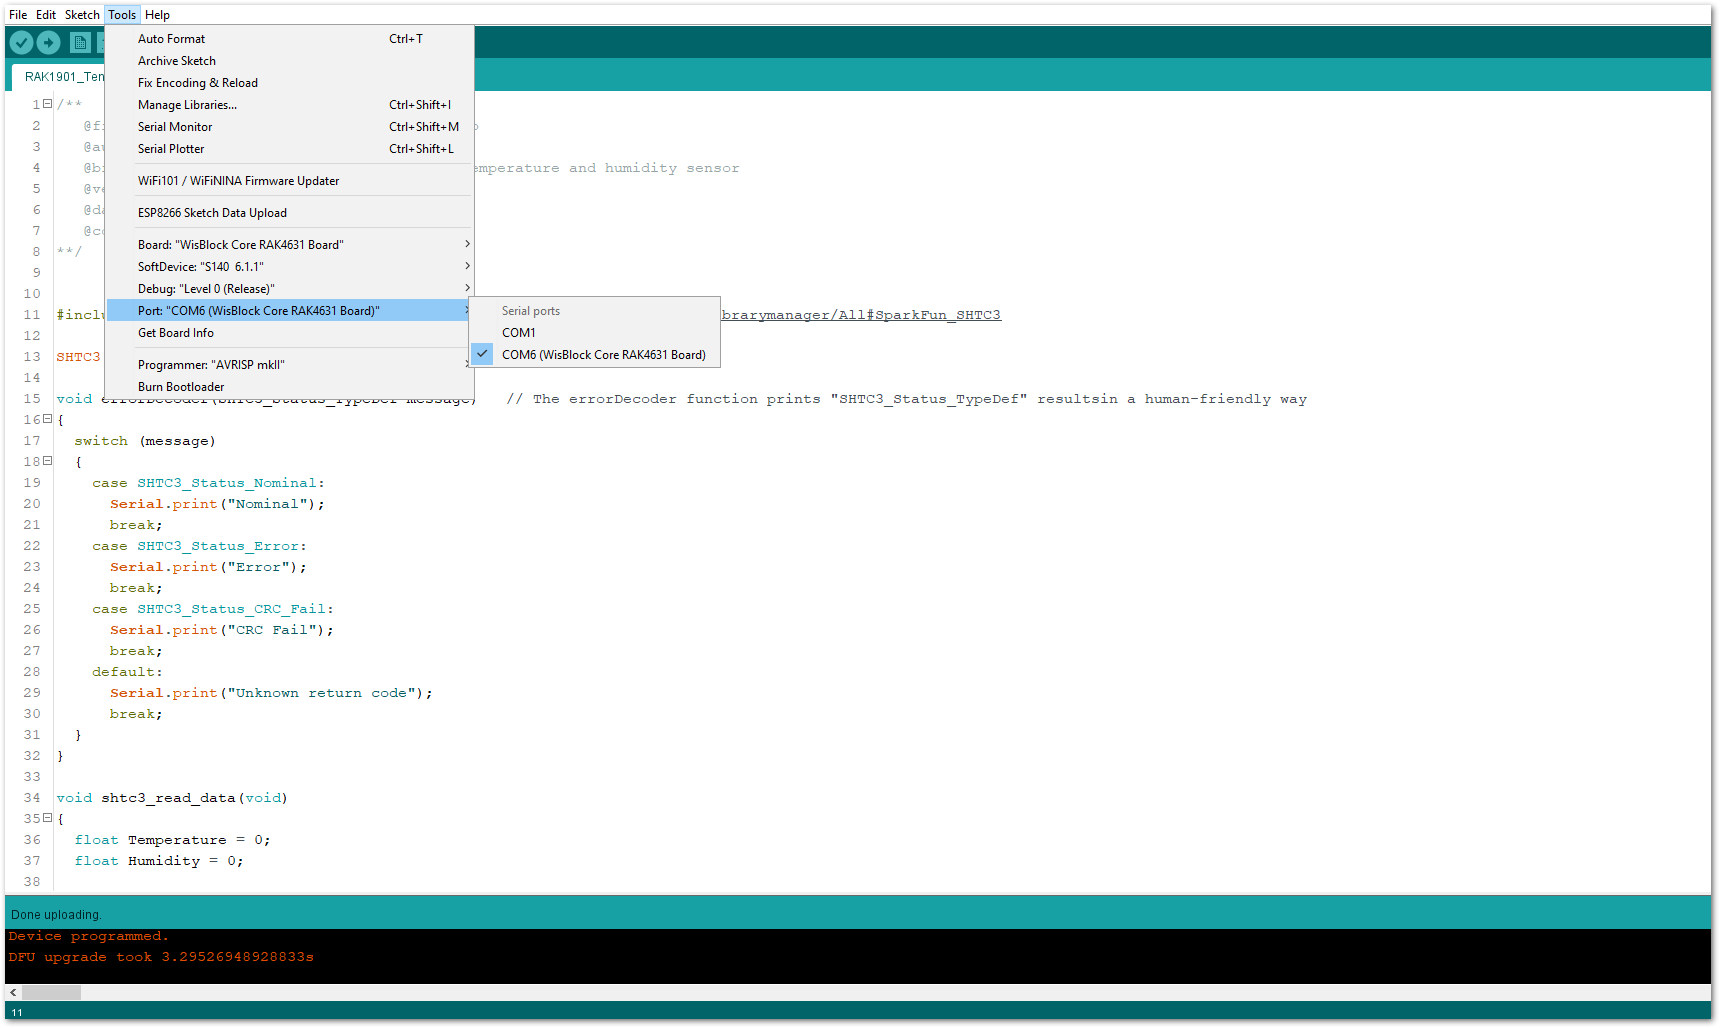 File Edit Sketch Tools Help
Auto Format Ctrl+T
Archive Sketch
Fix Encoding & Reload
Manage Libraries... Ctrl+Shift+I
Serial Monitor Ctrl+Shift+M
Serial Plotter Ctrl+Shift+L
WiFi101 / WiFiNINA Firmware Updater
ESP8266 Sketch Data Upload
Board: "WisBlock Core RAK4631 Board"
SoftDevice: "S140 6.1.1"
Debug: "Level 0 (Release)"
Port: "COM6 (WisBlock Core RAK4631 Board)"
Get Board Info
Programmer: "AVRISP mkII"
Burn Bootloader
Serial ports
COM1
COM6 (WisBlock Core RAK4631 Board)
RAK1901_Ten
1 /**
2
3
4 emperature and humidity sensor
5
6
7
8 **/
9
10
11 #inclu brarymanager/All#SparkFun_SHTC3
12
13 SHTC3
14
15 void errorDecoder(SHTC3_Status_TypeDef message) // The errorDecoder function prints "SHTC3_Status_TypeDef" resultsin a human-friendly way
16 {
17 switch (message)
18 {
19 case SHTC3_Status_Nominal:
20 Serial.print("Nominal");
21 break;
22 case SHTC3_Status_Error:
23 Serial.print("Error");
24 break;
25 case SHTC3_Status_CRC_Fail:
26 Serial.print("CRC Fail");
27 break;
28 default:
29 Serial.print("Unknown return code");
30 break;
31 }
32 }
33
34 void shtc3_read_data(void)
35 {
36 float Temperature = 0;
37 float Humidity = 0;
38
Done uploading.
Device programmed.
DFU upgrade took 3.29526948928833s
11